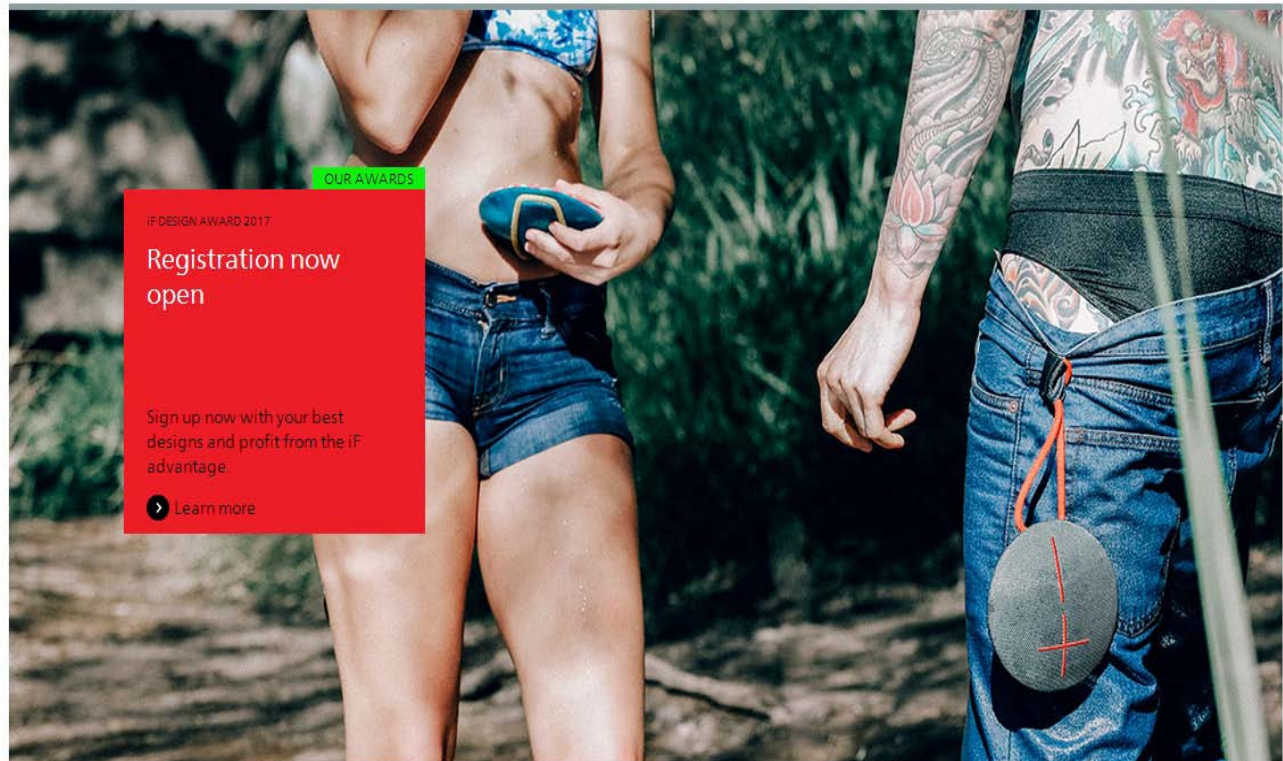 OUR AWARDS
iF DESIGN AWARD 2017
Registration now
open
Sign up now with your best
designs and profit from the iF
advantage.
Learn more